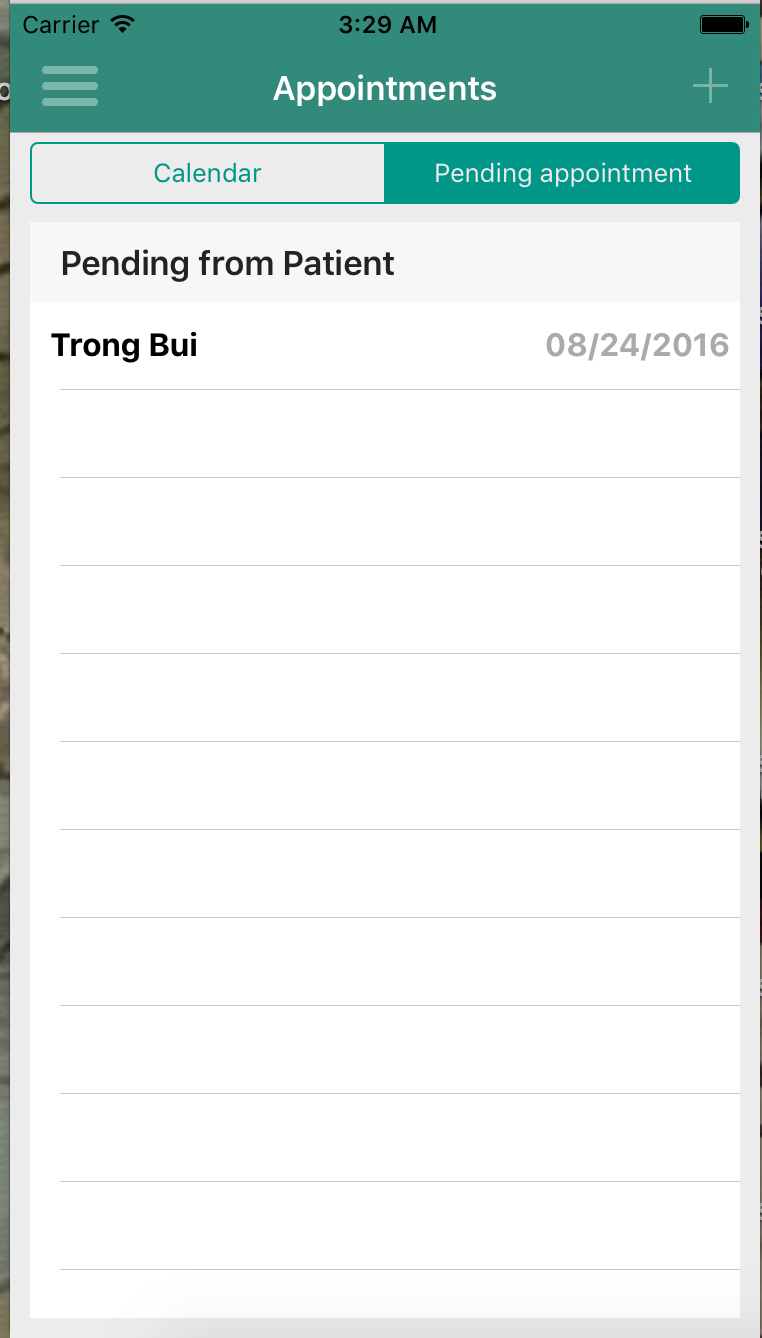 Carrier 3:29 AM
Appointments
Calendar Pending appointment
Pending from Patient
Trong Bui 08/24/2016